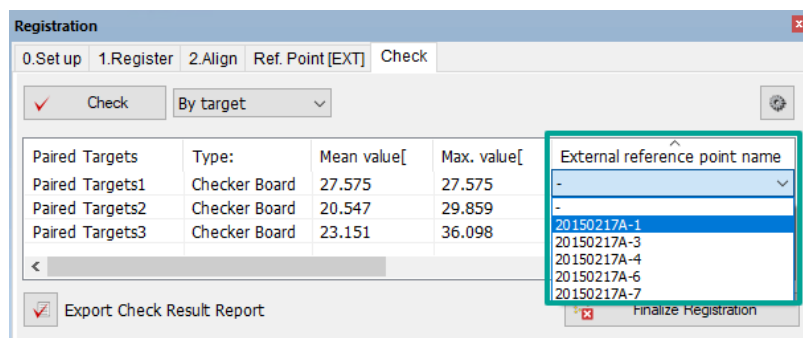 Registration
0.Set up 1.Register 2.Align Ref. Point [EXT] Check
Check By target
Paired Targets Type: Mean value[ Max. value[ External reference point name
Paired Targets1 Checker Board 27.575 27.575 -
Paired Targets2 Checker Board 20.547 29.859 -
20150217A-1
Paired Targets3 Checker Board 23.151 36.098
20150217A-3
20150217A-4
20150217A-6
20150217A-7
Export Check Result Report Finalize Registration